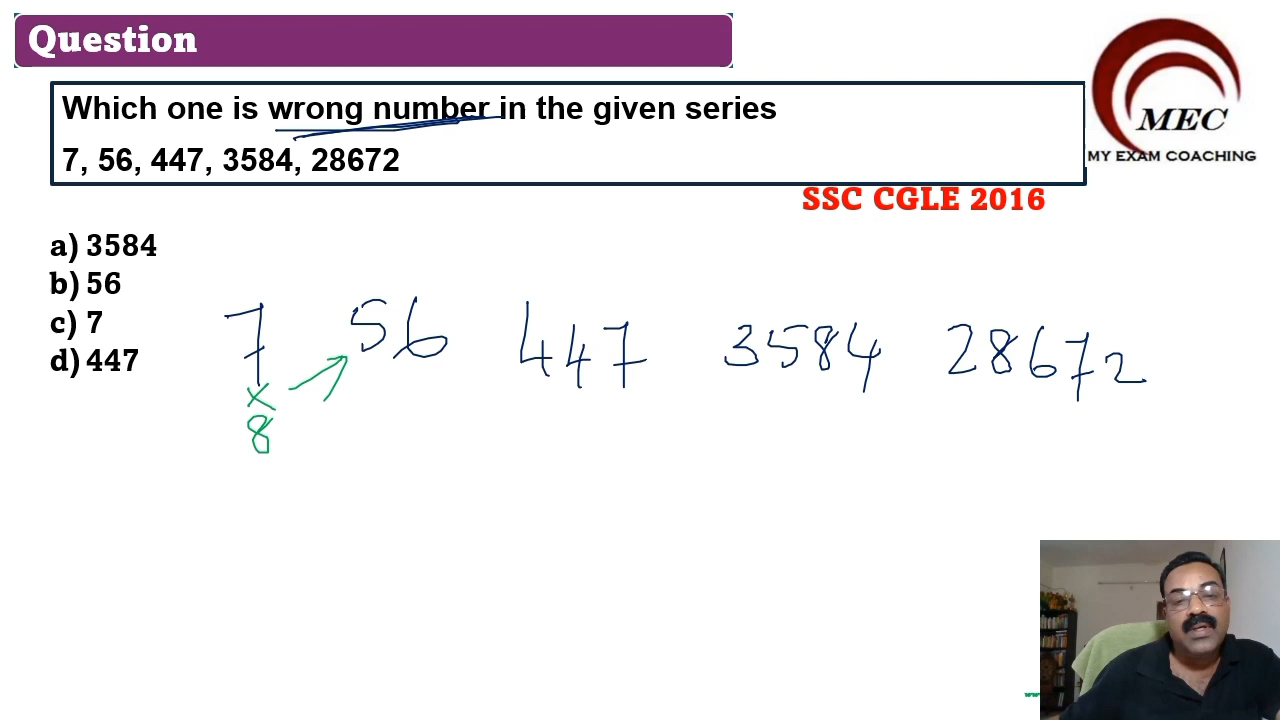 Question
Which one is wrong number in the given series
7, 56, 447, 3584, 28672
MEC
MY EXAM COACHING
SSC CGLE 2016
a) 3584
b) 56
c) 7
d) 447
7 56 447 3584 28672
×
8